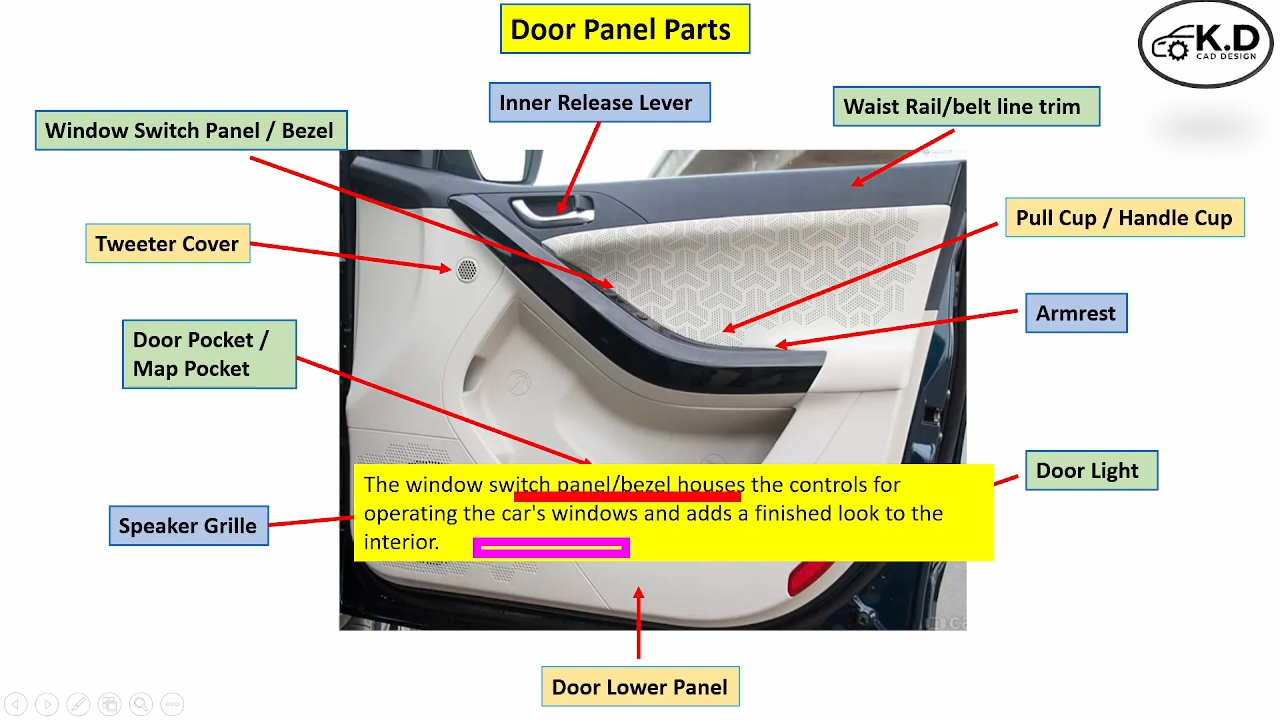 Door Panel Parts
K.D
CAD DESIGN
Inner Release Lever
Waist Rail/belt line trim
Window Switch Panel / Bezel
Pull Cup / Handle Cup
Tweeter Cover
Armrest
Door Pocket /
Map Pocket
Door Light
The window switch panel/bezel houses the controls for
operating the car's windows and adds a finished look to the
interior.
Speaker Grille
Door Lower Panel